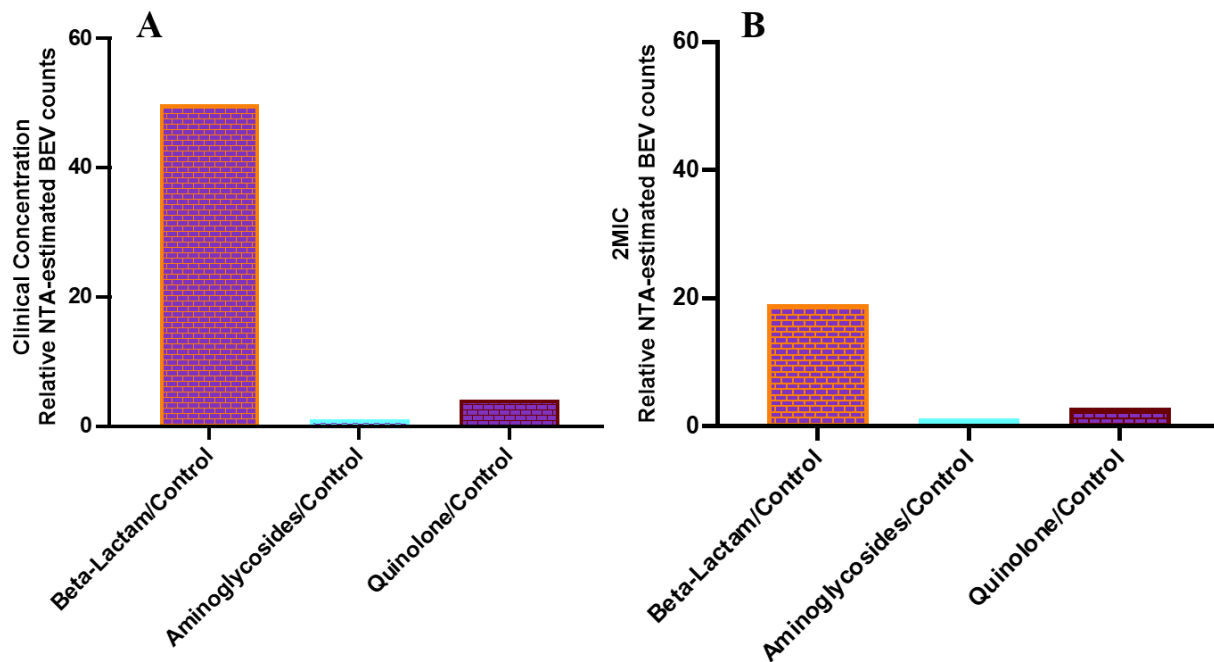 A
Clinical Concentration
Relative NTA-estimated BEV counts
60
40
20
0
Beta-Lactam/Control
Aminoglycosides/Control
Quinolone/Control
B
2MIC
Relative NTA-estimated BEV counts
60
40
20
0
Beta-Lactam/Control
Aminoglycosides/Control
Quinolone/Control